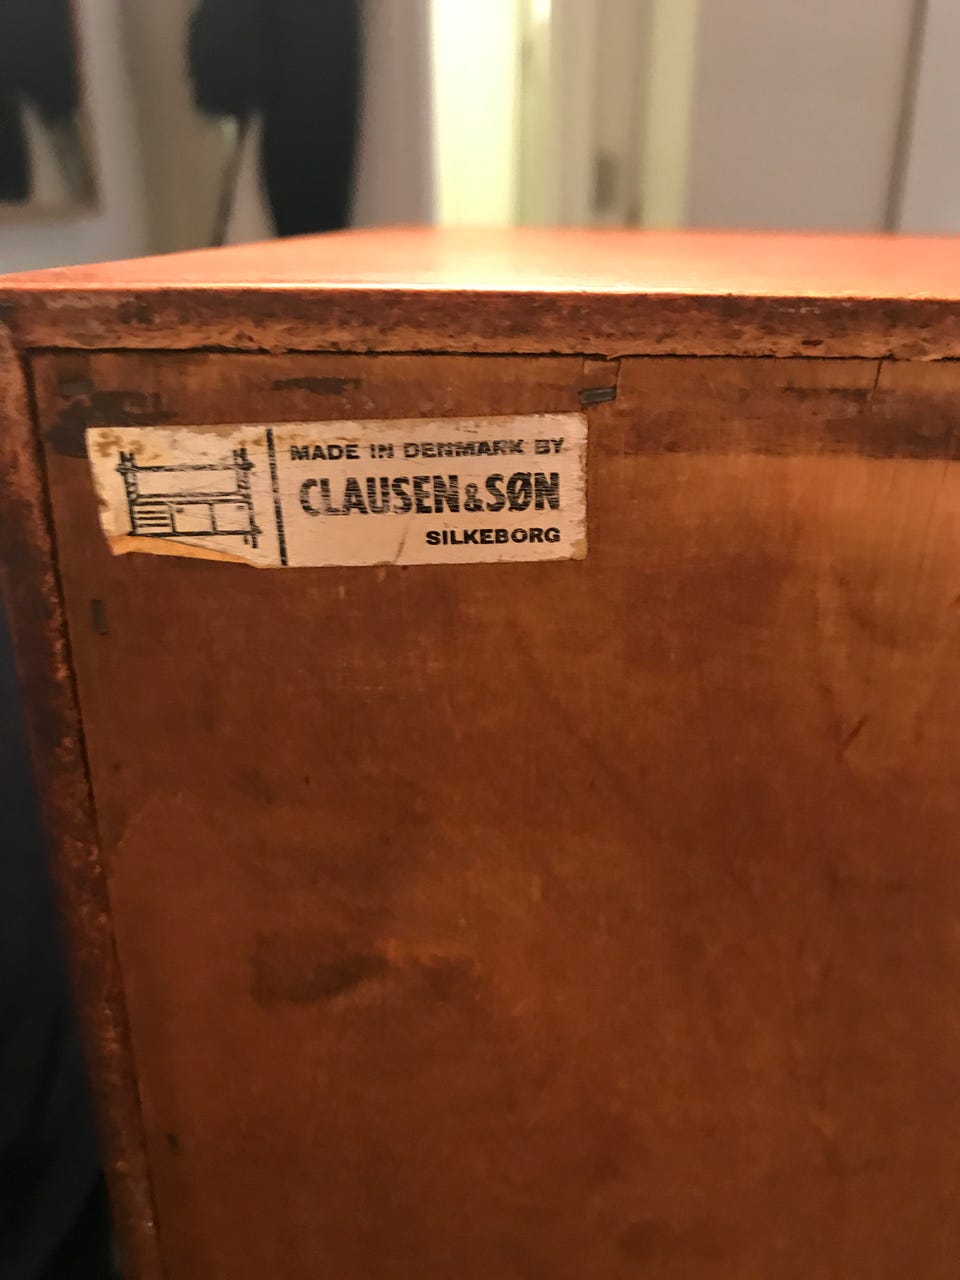 MADE IN DENMARK BY
CLAUSEN & SØN
SILKEBORG